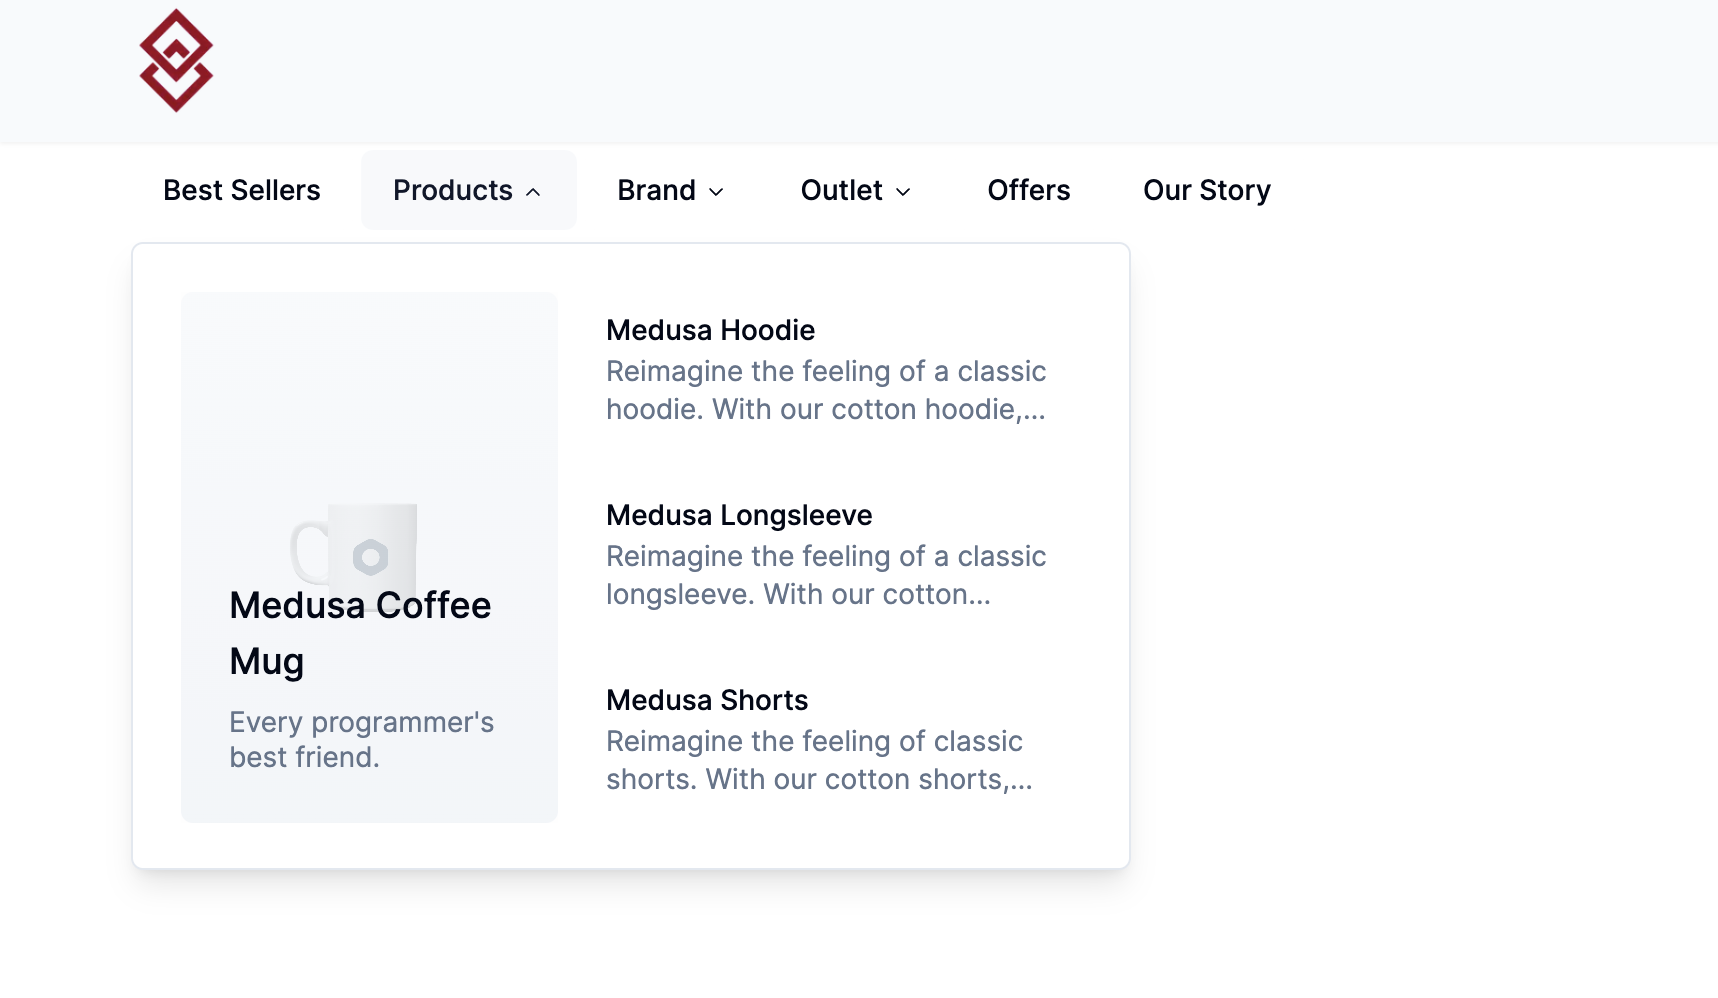 Best Sellers
Products
Brand
Outlet
Offers
Our Story
Medusa Coffee
Mug
Every programmer's
best friend.
Medusa Hoodie
Reimagine the feeling of a classic
hoodie. With our cotton hoodie,...
Medusa Longsleeve
Reimagine the feeling of a classic
longsleeve. With our cotton...
Medusa Shorts
Reimagine the feeling of classic
shorts. With our cotton shorts,...